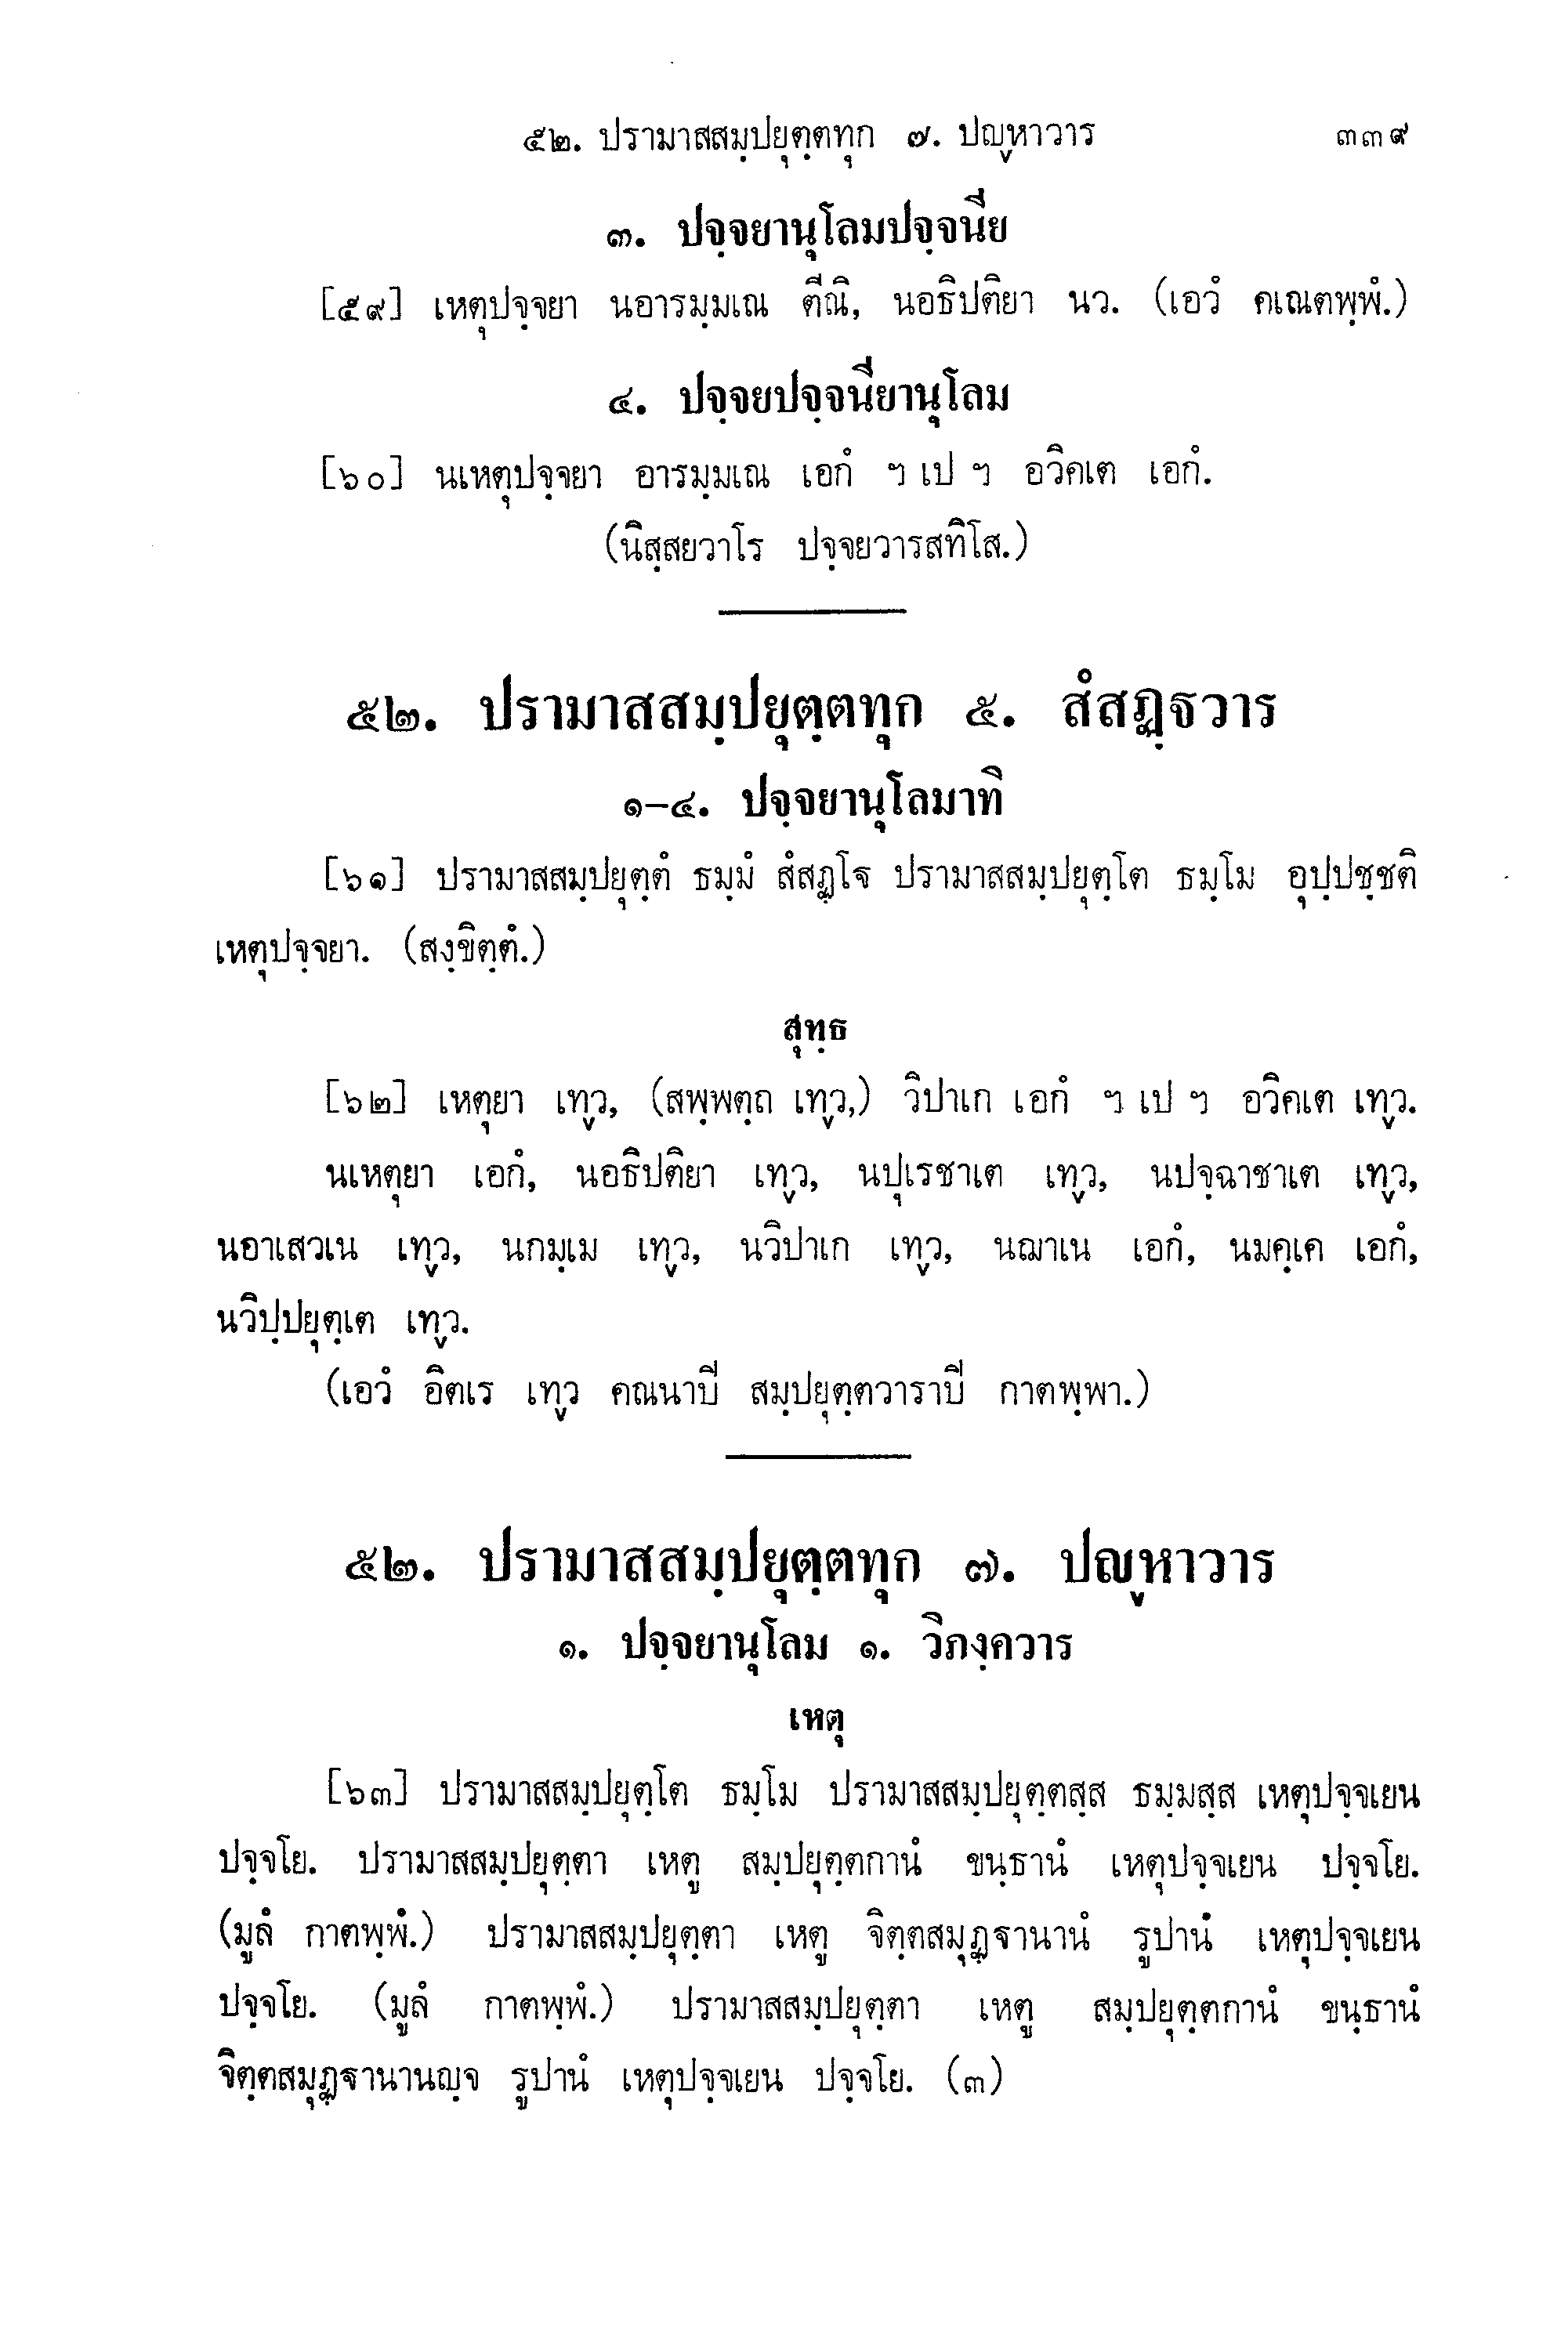 ๕๒. ปรามาสสมฺปยุตฺตทุก ๗. ปญฺหาวาร ๓๓๙
๓. ปจฺจยานุโลมปจฺจนีย
[๕๙] เหตุปจฺจยา นอารมฺมเณ ตีณิ, นอธิปติยา นว. (เอวํ คเณตพฺพํ.)
๔. ปจฺจยปจฺจนียานุโลม
[๖๐] นเหตุปจฺจยา อารมฺมเณ เอกํ ฯ เป ฯ อวิคเต เอกํ.
(นิสฺสยวาโร ปจฺจยวารสทิโส.)
๕๒. ปรามาสสมฺปยุตฺตทุก ๕. สํสฏฺฐวาร
๑-๔. ปจฺจยานุโลมาทิ
[๖๑] ปรามาสสมฺปยุตฺตํ ธมฺมํ สํสฏฺโฐ ปรามาสสมฺปยุตฺโต ธมฺโม อุปฺปชฺชติ
เหตุปจฺจยา. (สงฺขิตฺตํ.)
สุทฺธ
[๖๒] เหตุยา เทฺว, (สพฺพตฺถ เทฺว,) วิปาเก เอกํ ฯ เป ฯ อวิคเต เทฺว.
นเหตุยา เอกํ, นอธิปติยา เทฺว, นปุเรชาเต เทฺว, นปจฺฉาชาเต เทฺว,
นอาเสวเน เทฺว, นกมฺเม เทฺว, นวิปาเก เทฺว, นฌาเน เอกํ, นมคฺเค เอกํ,
นวิปฺปยุตฺเต เทฺว.
(เอวํ อิตเร เทฺว คณนาปิ สมฺปยุตฺตวาราปิ กาตพฺพา.)
๕๒. ปรามาสสมฺปยุตฺตทุก ๗. ปญฺหาวาร
๑. ปจฺจยานุโลม ๑. วิภงฺควาร
เหตุ
[๖๓] ปรามาสสมฺปยุตฺโต ธมฺโม ปรามาสสมฺปยุตฺตสฺส ธมฺมสฺส เหตุปจฺจเยน
ปจฺจโย. ปรามาสสมฺปยุตฺตา เหตู สมฺปยุตฺตกานํ ขนฺธานํ เหตุปจฺจเยน ปจฺจโย.
(มูลํ กาตพฺพํ.) ปรามาสสมฺปยุตฺตา เหตู จิตฺตสมุฏฺฐานานํ รูปานํ เหตุปจฺจเยน
ปจฺจโย. (มูลํ กาตพฺพํ.) ปรามาสสมฺปยุตฺตา เหตู สมฺปยุตฺตกานํ ขนฺธานํ
จิตฺตสมุฏฺฐานานญฺจ รูปานํ เหตุปจฺจเยน ปจฺจโย. (๓)